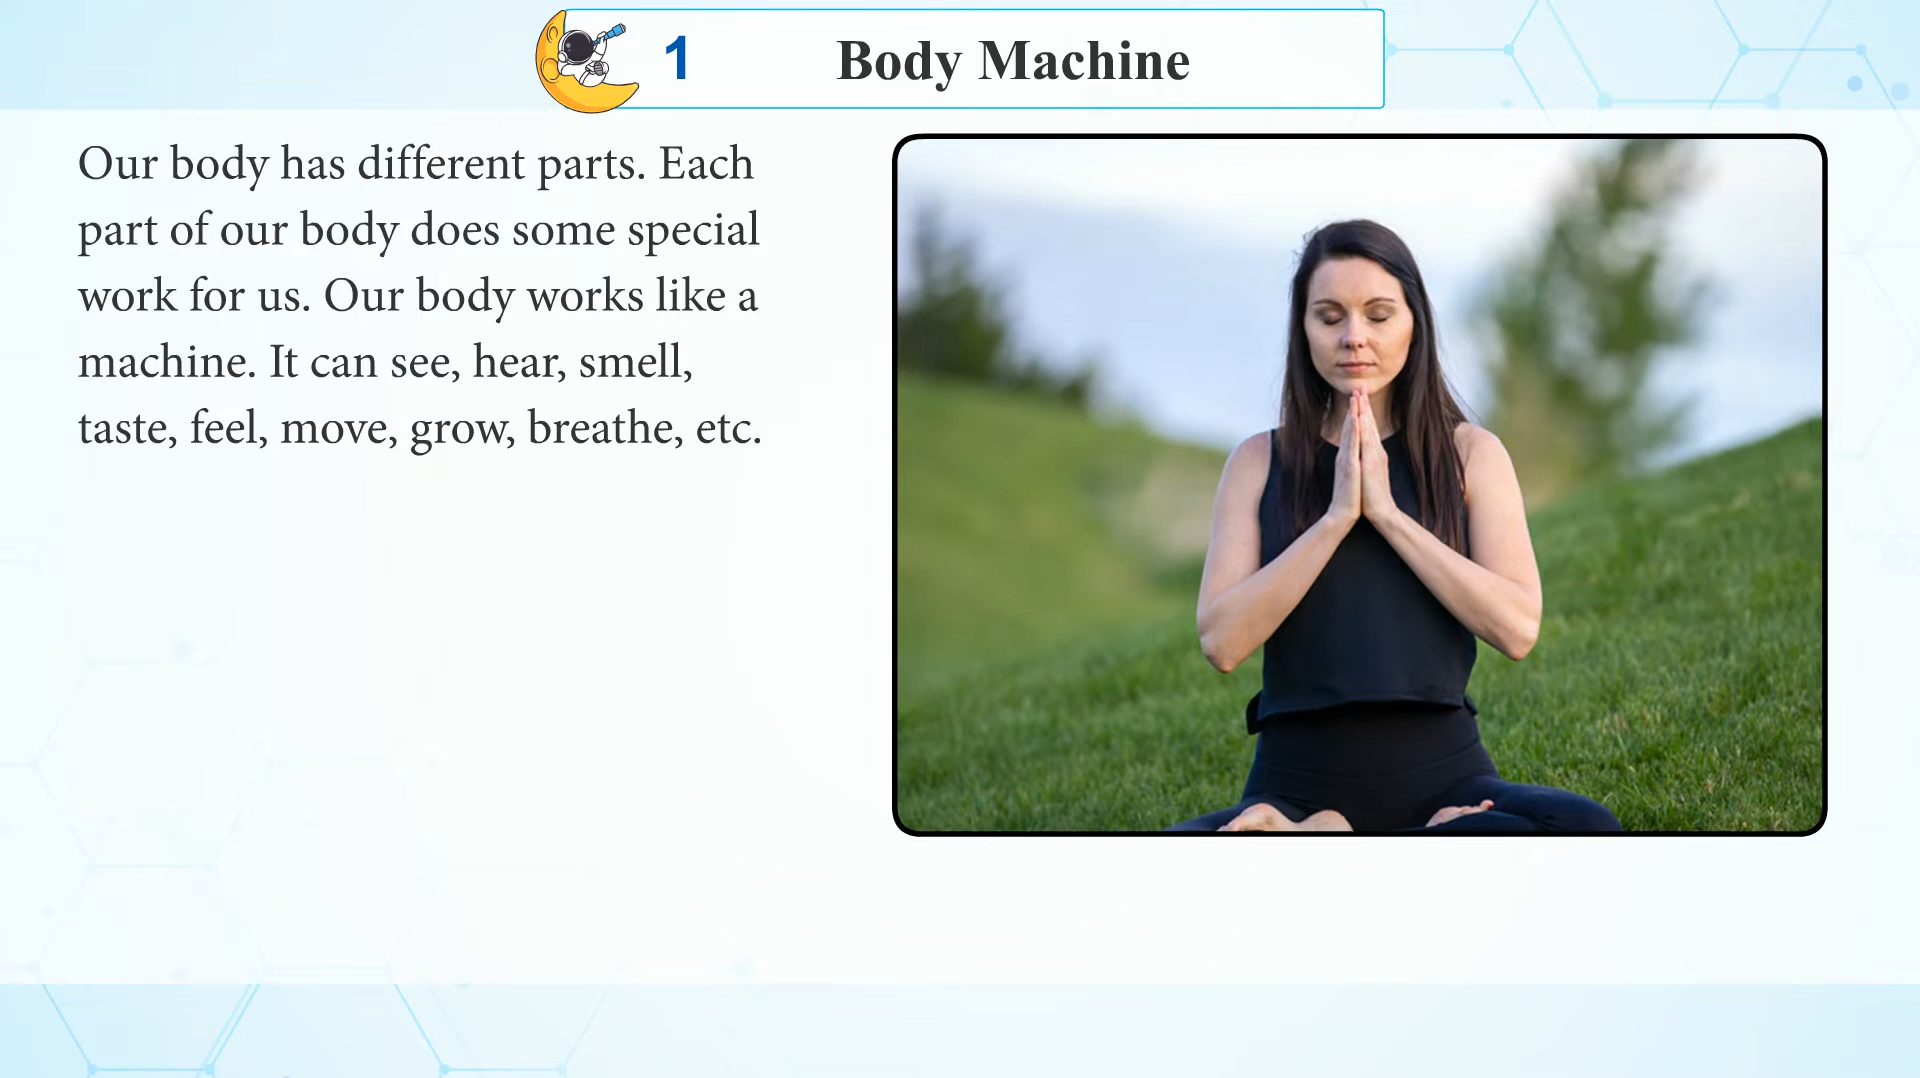 1 Body Machine
Our body has different parts. Each
part of our body does some special
work for us. Our body works like a
machine. It can see, hear, smell,
taste, feel, move, grow, breathe, etc.